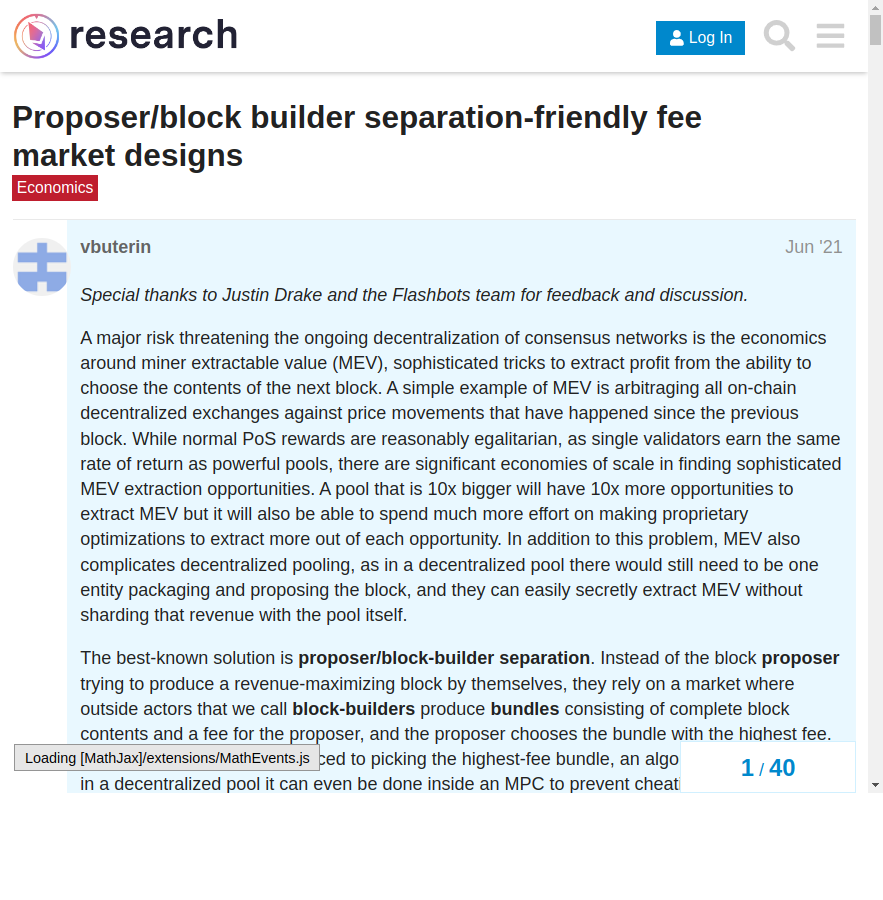 research
Log In
Proposer/block builder separation-friendly fee
market designs
Economics
vbuterin
Jun '21
Special thanks to Justin Drake and the Flashbots team for feedback and discussion.
A major risk threatening the ongoing decentralization of consensus networks is the economics
around miner extractable value (MEV), sophisticated tricks to extract profit from the ability to
choose the contents of the next block. A simple example of MEV is arbitraging all on-chain
decentralized exchanges against price movements that have happened since the previous
block. While normal PoS rewards are reasonably egalitarian, as single validators earn the same
rate of return as powerful pools, there are significant economies of scale in finding sophisticated
MEV extraction opportunities. A pool that is 10x bigger will have 10x more opportunities to
extract MEV but it will also be able to spend much more effort on making proprietary
optimizations to extract more out of each opportunity. In addition to this problem, MEV also
complicates decentralized pooling, as in a decentralized pool there would still need to be one
entity packaging and proposing the block, and they can easily secretly extract MEV without
sharding that revenue with the pool itself.
The best-known solution is proposer/block-builder separation. Instead of the block proposer
trying to produce a revenue-maximizing block by themselves, they rely on a market where
outside actors that we call block-builders produce bundles consisting of complete block
contents and a fee for the proposer, and the proposer chooses the bundle with the highest fee.
Loading [MathJax]/extensions/MathEvents.js
ced to picking the highest-fee bundle, an algo
1 / 40
in a decentralized pool it can even be done inside an MPC to prevent cheat